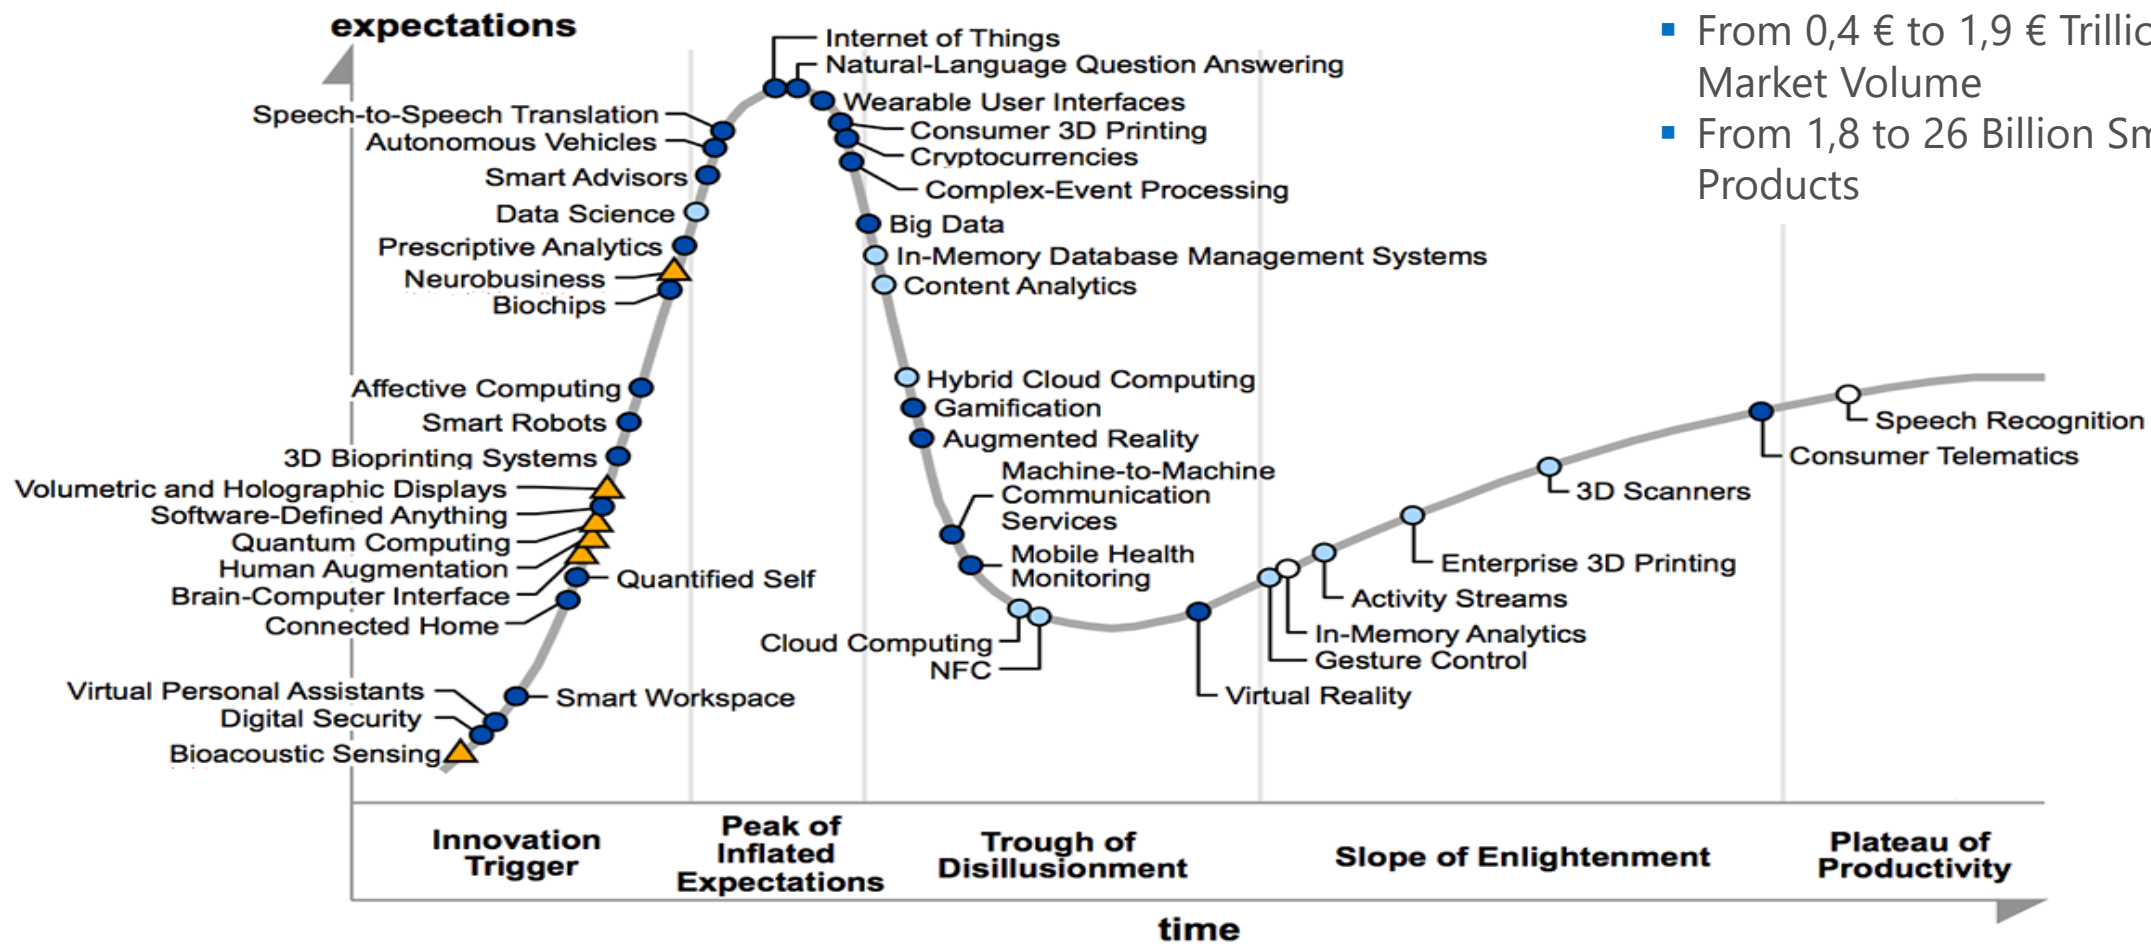 expectations
From 0,4 € to 1,9 €
Market Volume
From 1,8 to 26 Billion
Products
Internet of Things
Natural-Language Question Answering
Wearable User Interfaces
Consumer 3D Printing
Cryptocurrencies
Complex-Event Processing
Big Data
In-Memory Database Management Systems
Content Analytics
Hybrid Cloud Computing
Gamification
Augmented Reality
Machine-to-Machine
Communication
Services
Mobile Health
Monitoring
Speech-to-Speech Translation
Autonomous Vehicles
Smart Advisors
Data Science
Prescriptive Analytics
Neurobusiness
Biochips
Affective Computing
Smart Robots
3D Bioprinting Systems
Volumetric and Holographic Displays
Software-Defined Anything
Quantum Computing
Human Augmentation
Brain-Computer Interface
Quantified Self
Connected Home
Virtual Personal Assistants
Smart Workspace
Digital Security
Bioacoustic Sensing
Cloud Computing
NFC
Virtual Reality
Gesture Control
In-Memory Analytics
Activity Streams
Enterprise 3D Printing
3D Scanners
Consumer Telematics
Speech Recognition
Innovation
Trigger
Peak of
Inflated
Expectations
Trough of
Disillusionment
Slope of Enlightenment
Plateau of
Productivity
time